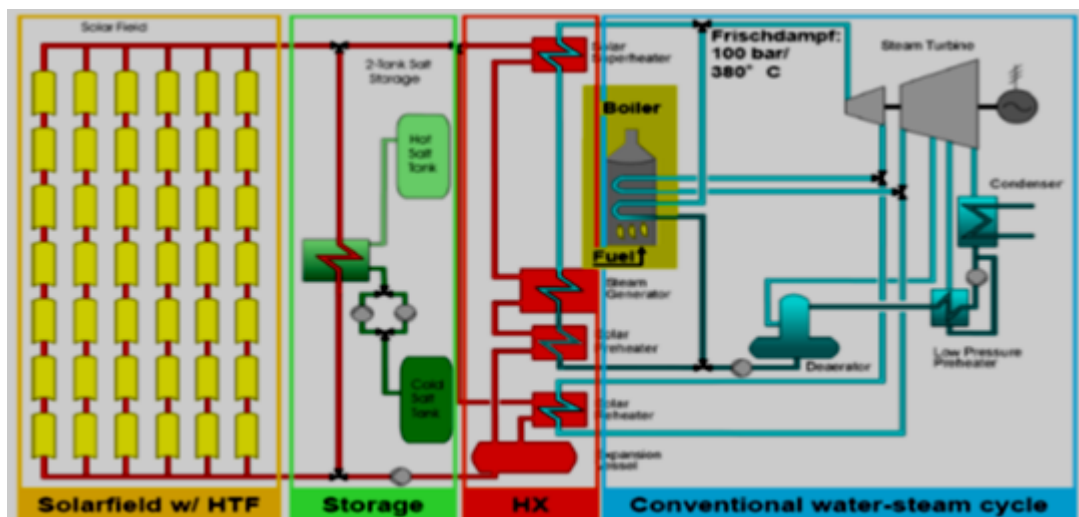 Solar Field
2-Tank Salt
Storage
Hot
Salt
Tank
Cold
Salt
Tank
Solar
Superheater
Boiler
Fuel
Steam
Generator
Solar
Preheater
Solar
Reheater
Expansion
Vessel
Frischdampf:
100 bar/
380° C
Steam Turbine
Condenser
Low Pressure
Preheater
Deaerator
Solarfield w/ HTF
Storage
HX
Conventional water-steam cycle